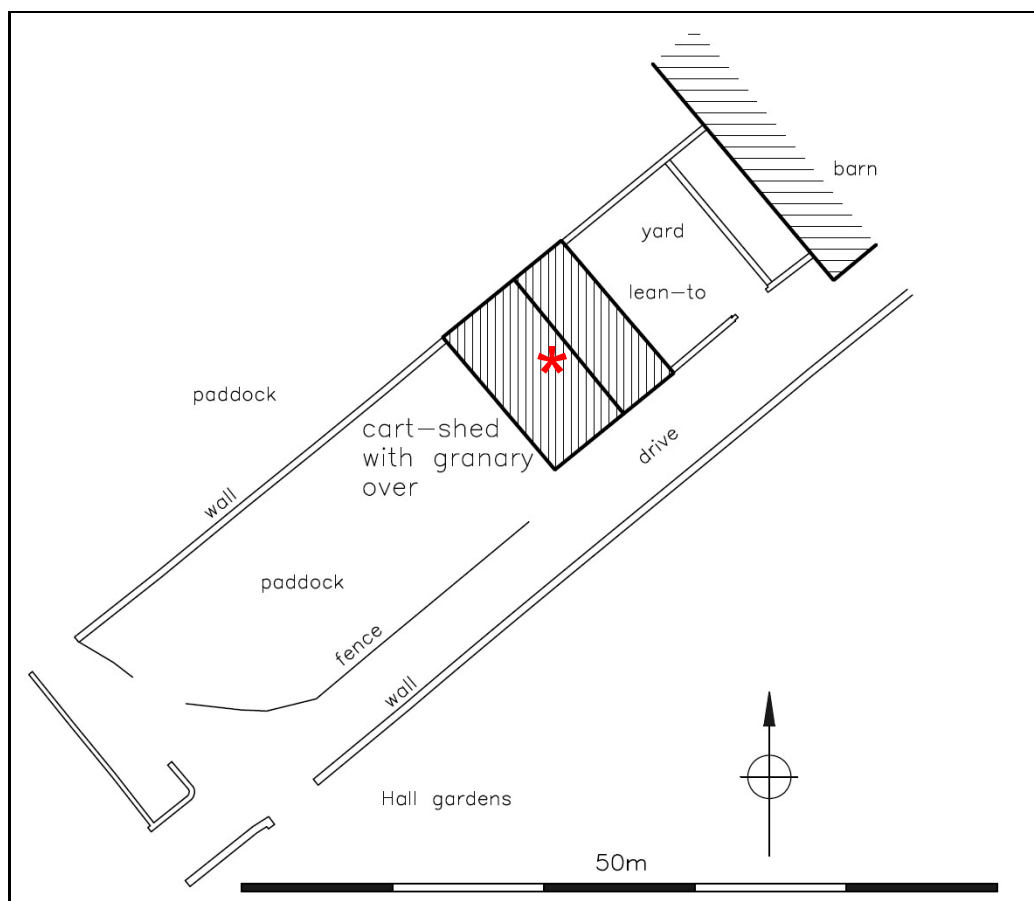 barn
yard
lean-to
paddock
cart-shed
with granary
over
drive
wall
paddock
fence
wall
Hall gardens
50m